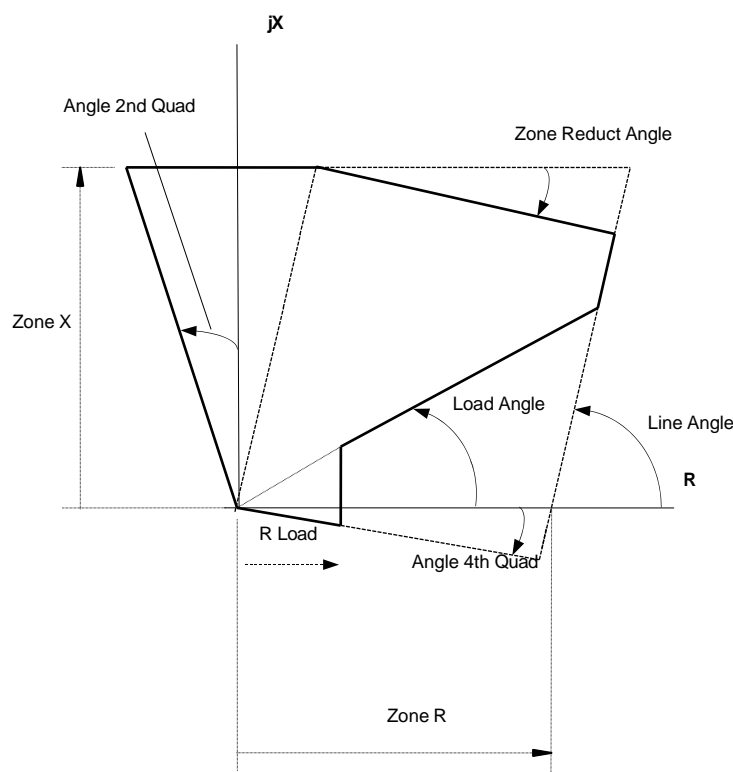 jX
Angle 2nd Quad
Zone Reduct Angle
Zone X
Load Angle
Line Angle
R
R Load
Angle 4th Quad
Zone R